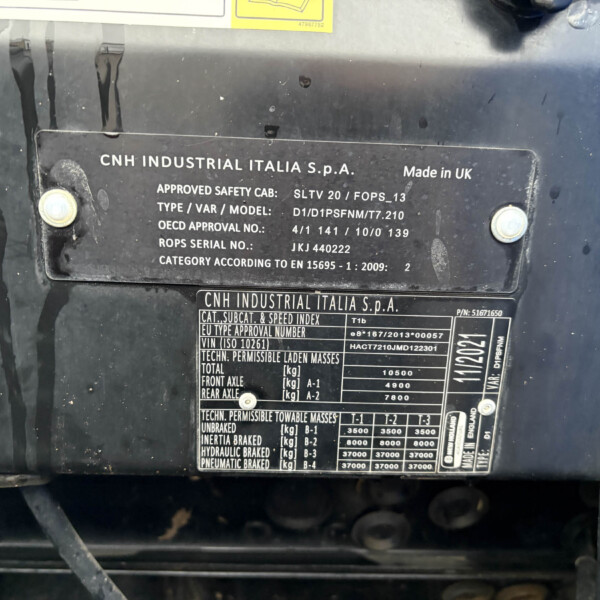 47867752
CNH INDUSTRIAL ITALIA S.p.A. Made in UK
APPROVED SAFETY CAB: SLTV 20 / FOPS_13
TYPE / VAR / MODEL: D1/D1PSFNM/T7.210
OECD APPROVAL NO.: 4/1 141 / 10/0 139
ROPS SERIAL NO.: JKJ 440222
CATEGORY ACCORDING TO EN 15695 - 1 : 2009: 2
CNH INDUSTRIAL ITALIA S.p.A. P/N: 51671650
CAT.,SUBCAT. & SPEED INDEX T1b
EU TYPE APPROVAL NUMBER e8*167/2013*00057
VIN (ISO 10261) HACT7210JMD122301
TECHN. PERMISSIBLE LADEN MASSES
TOTAL [kg] 10500
FRONT AXLE [kg] A-1 4900
REAR AXLE [kg] A-2 7800
TECHN. PERMISSIBLE TOWABLE MASSES T-1 T-2 T-3
UNBRAKED [kg] B-1 3500 3500 3500
INERTIA BRAKED [kg] B-2 8000 8000 8000
HYDRAULIC BRAKED [kg] B-3 37000 37000 37000
PNEUMATIC BRAKED [kg] B-4 37000 37000 37000
NEW HOLLAND
MADE IN ENGLAND
11/2021
TYPE: D1
VAR: D1PSFNM